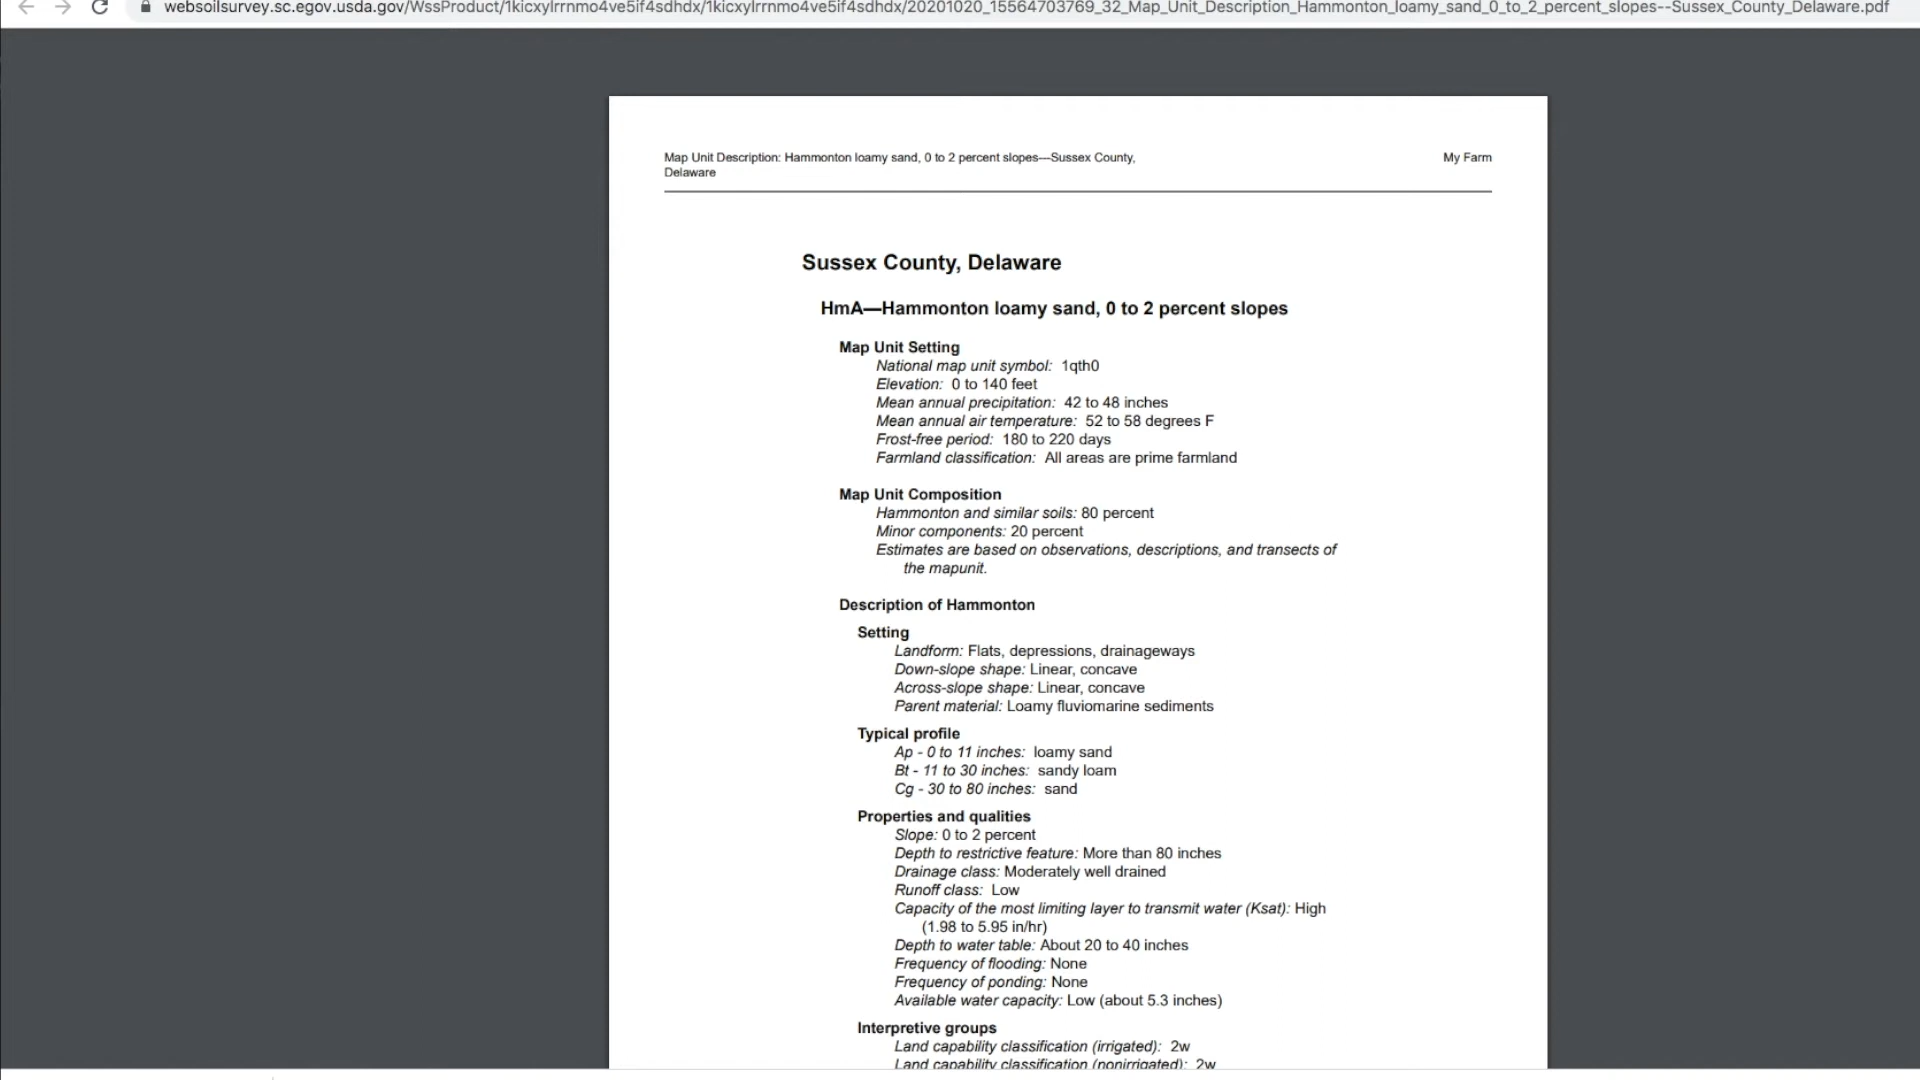 websoilsurvey.sc.egov.usda.gov/WssProduct/1kicxylrrnmo4ve5if4sdhdx/1kicxylrrnmo4ve5if4sdhdx/20201020_15564703769_32_Map_Unit_Description_Hammonton_loamy_sand_0_to_2_percent_slopes--Sussex_County_Delaware.pdf
Map Unit Description: Hammonton loamy sand, 0 to 2 percent slopes---Sussex County,
Delaware
My Farm
Sussex County, Delaware
HmA—Hammonton loamy sand, 0 to 2 percent slopes
Map Unit Setting
National map unit symbol: 1qth0
Elevation: 0 to 140 feet
Mean annual precipitation: 42 to 48 inches
Mean annual air temperature: 52 to 58 degrees F
Frost-free period: 180 to 220 days
Farmland classification: All areas are prime farmland
Map Unit Composition
Hammonton and similar soils: 80 percent
Minor components: 20 percent
Estimates are based on observations, descriptions, and transects of
the mapunit.
Description of Hammonton
Setting
Landform: Flats, depressions, drainageways
Down-slope shape: Linear, concave
Across-slope shape: Linear, concave
Parent material: Loamy fluviomarine sediments
Typical profile
Ap - 0 to 11 inches: loamy sand
Bt - 11 to 30 inches: sandy loam
Cg - 30 to 80 inches: sand
Properties and qualities
Slope: 0 to 2 percent
Depth to restrictive feature: More than 80 inches
Drainage class: Moderately well drained
Runoff class: Low
Capacity of the most limiting layer to transmit water (Ksat): High
(1.98 to 5.95 in/hr)
Depth to water table: About 20 to 40 inches
Frequency of flooding: None
Frequency of ponding: None
Available water capacity: Low (about 5.3 inches)
Interpretive groups
Land capability classification (irrigated): 2w
Land capability classification (nonirrigated): 2w